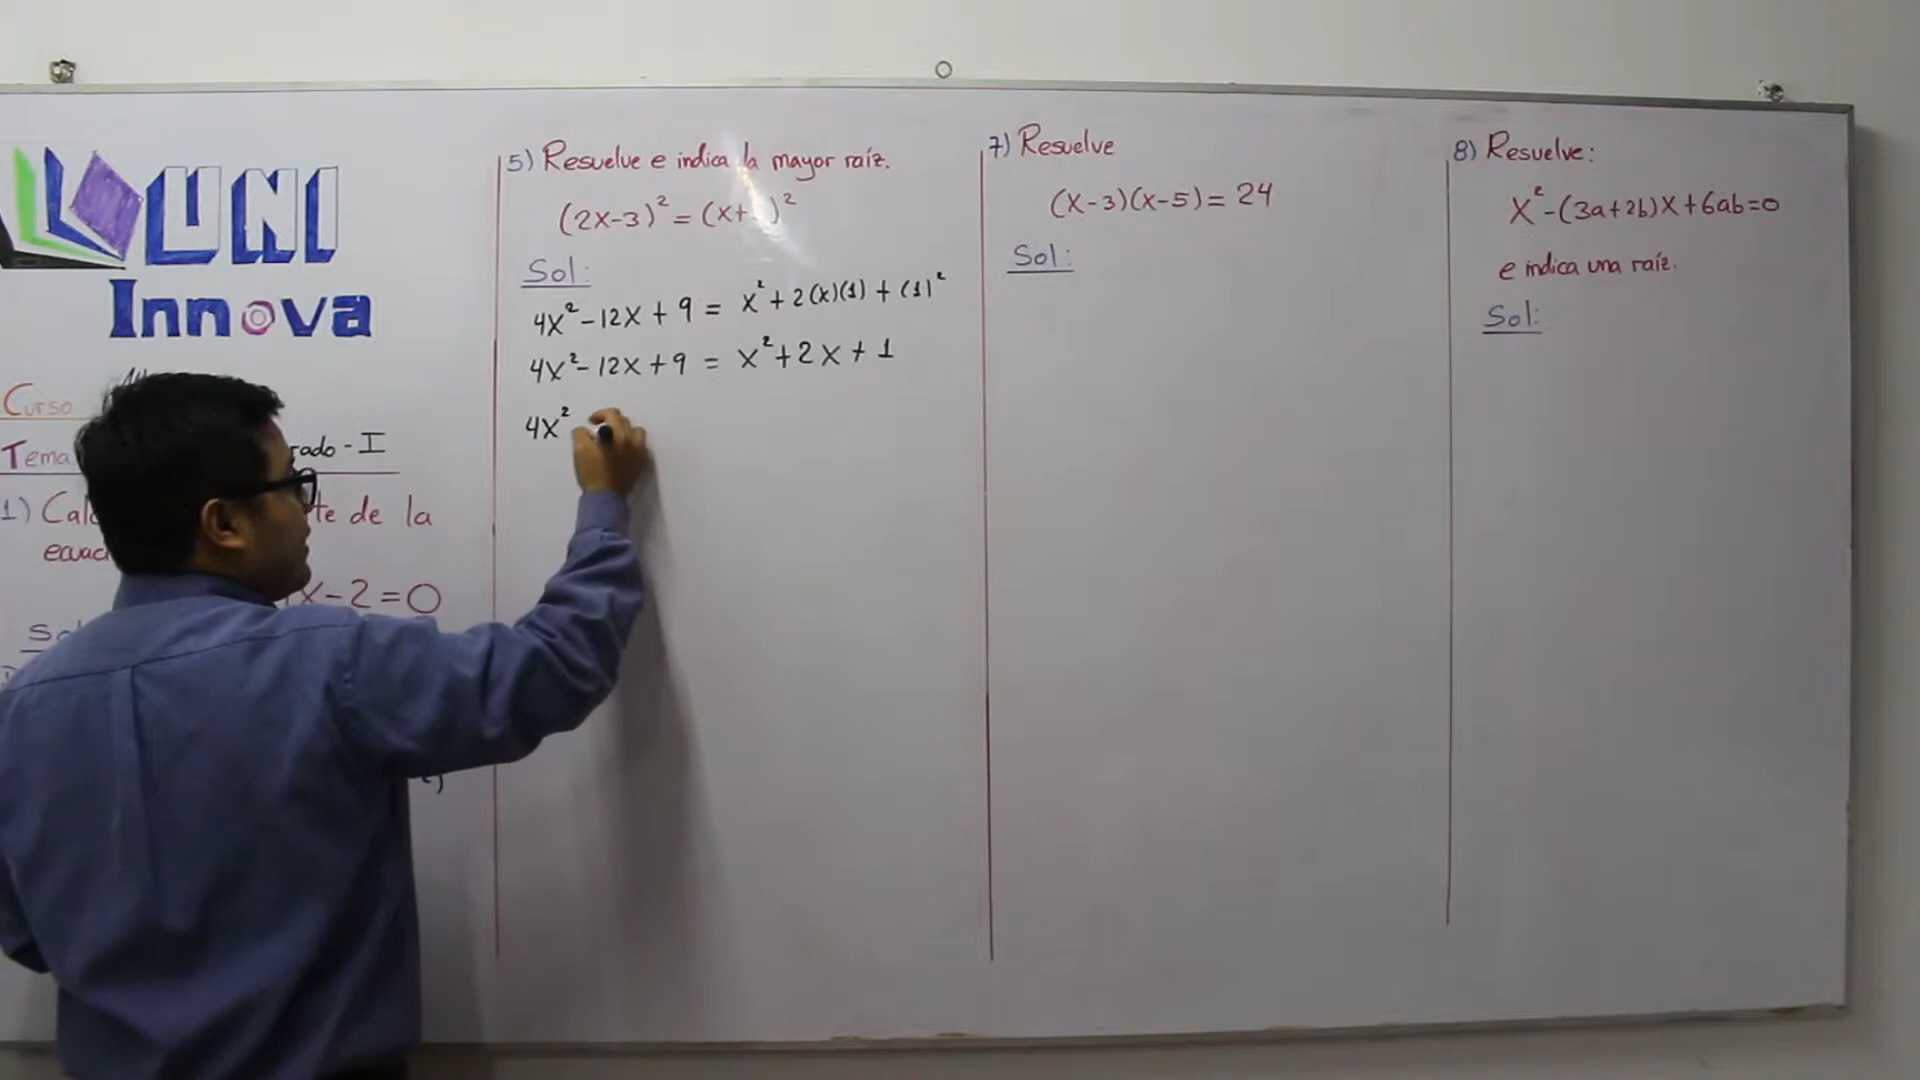 UNI
Innova
Curso
Tema rado - I
1) Calc te de la
ecuac
x-2=0
5) Resuelve e indica la mayor raíz.
(2x-3)² = (x+ )²
Sol:
4x² - 12x + 9 = x² + 2(x)(1) + (1)²
4x² - 12x + 9 = x² + 2x + 1
4x²
7) Resuelve
(x-3)(x-5) = 24
Sol:
8) Resuelve:
x² - (3a+2b)x + 6ab = 0
e indica una raíz.
Sol: